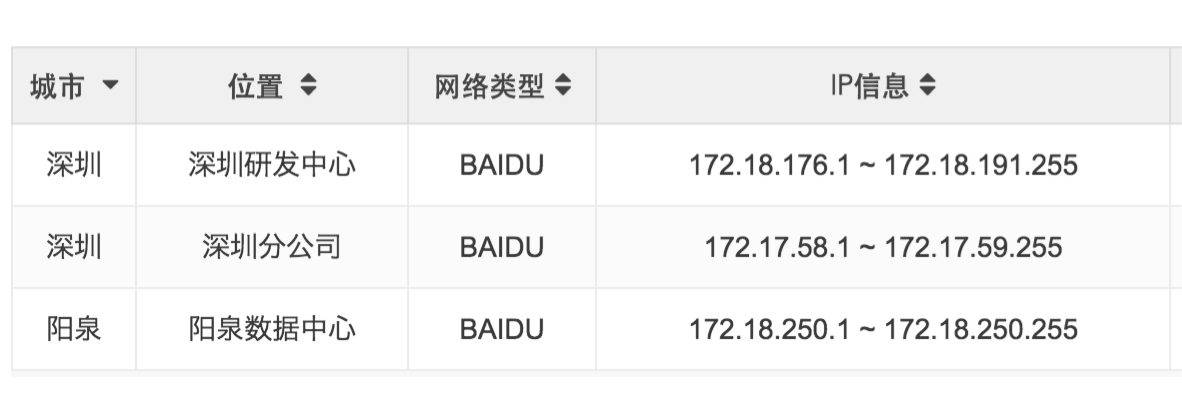 城市 位置 网络类型 IP信息
深圳 深圳研发中心 BAIDU 172.18.176.1 ~ 172.18.191.255
深圳 深圳分公司 BAIDU 172.17.58.1 ~ 172.17.59.255
阳泉 阳泉数据中心 BAIDU 172.18.250.1 ~ 172.18.250.255